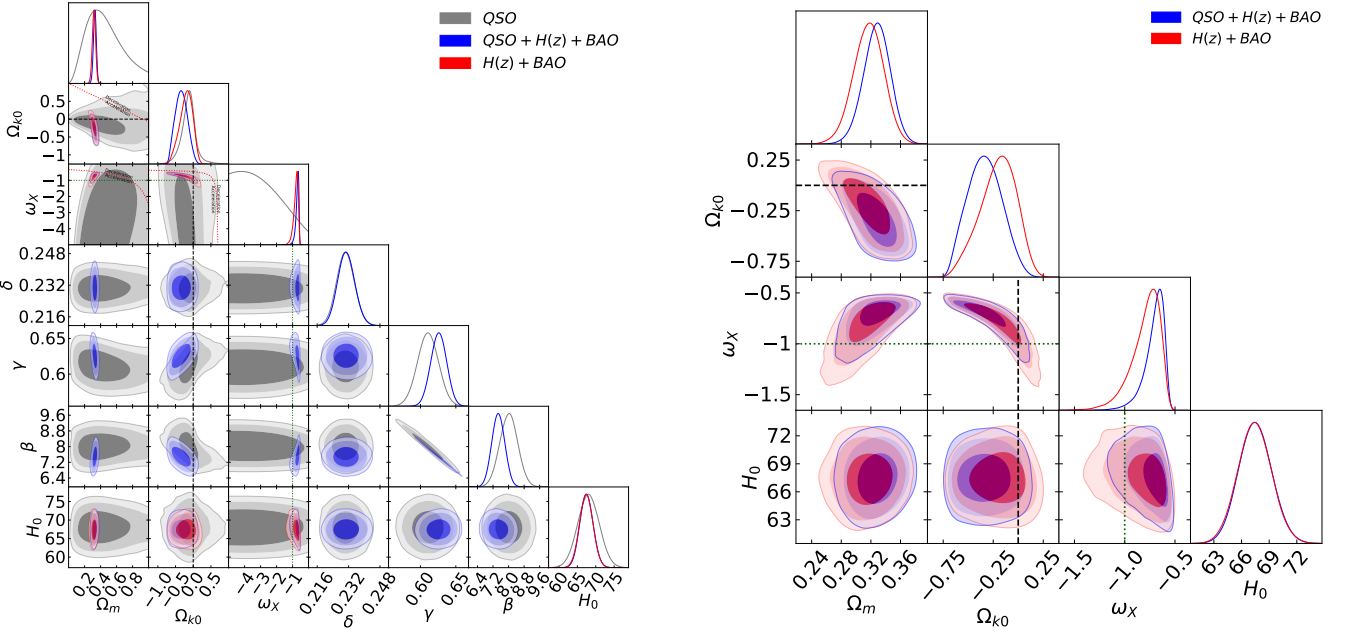 QSO
QSO + H(z) + BAO
H(z) + BAO
Ω_k0
0.5
0
−0.5
−1
Deceleration
Acceleration
ω_X
−1
−2
−3
−4
Deceleration
Acceleration
Deceleration
Acceleration
δ
0.248
0.232
0.216
γ
0.65
0.6
β
9.6
8.8
8.0
7.2
6.4
H_0
75
70
65
60
0.2 0.4 0.6 0.8
Ω_m
−1.0 −0.5 0.0 0.5
Ω_k0
−4 −3 −2 −1
ω_X
0.216 0.232 0.248
δ
0.60 0.65
γ
6.4 7.2 8.0 8.8 9.6
β
60 65 70 75
H_0
QSO + H(z) + BAO
H(z) + BAO
Ω_k0
0.25
−0.25
−0.75
ω_X
−0.5
−1
−1.5
H_0
72
69
66
63
0.24 0.28 0.32 0.36
Ω_m
−0.75 −0.25 0.25
Ω_k0
−1.5 −1.0 −0.5
ω_X
63 66 69 72
H_0